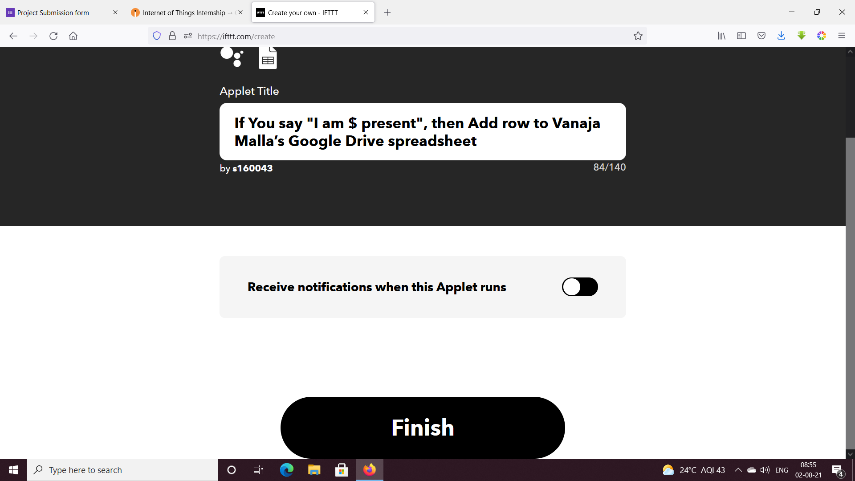 Project Submission form
Internet of Things Internship --
Create your own - IFTTT
https://ifttt.com/create
Applet Title
If You say "I am $ present", then Add row to Vanaja
Malla's Google Drive spreadsheet
by s160043
84/140
Receive notifications when this Applet runs
Finish
Type here to search
24°C AQI 43
ENG
08:55
02-08-21
4